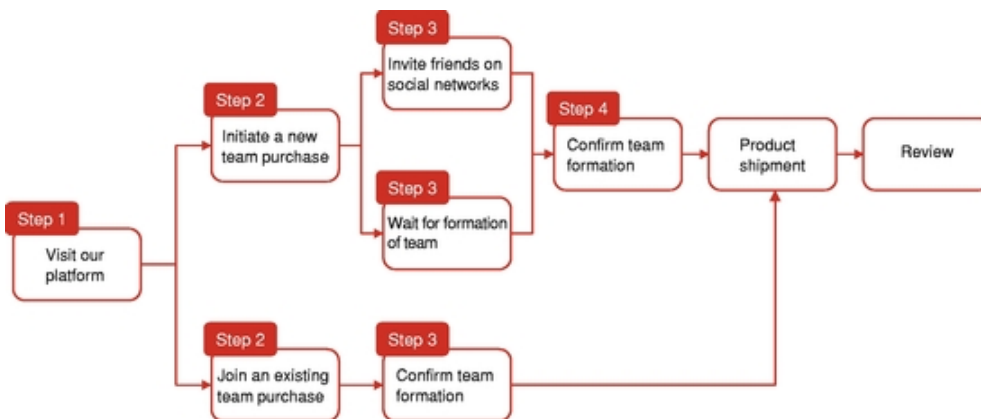 Step 3
Invite friends on
social networks
Step 2
Initiate a new
team purchase
Step 4
Confirm team
formation
Product
shipment
Review
Step 3
Wait for formation
of team
Step 1
Visit our
platform
Step 2
Join an existing
team purchase
Step 3
Confirm team
formation